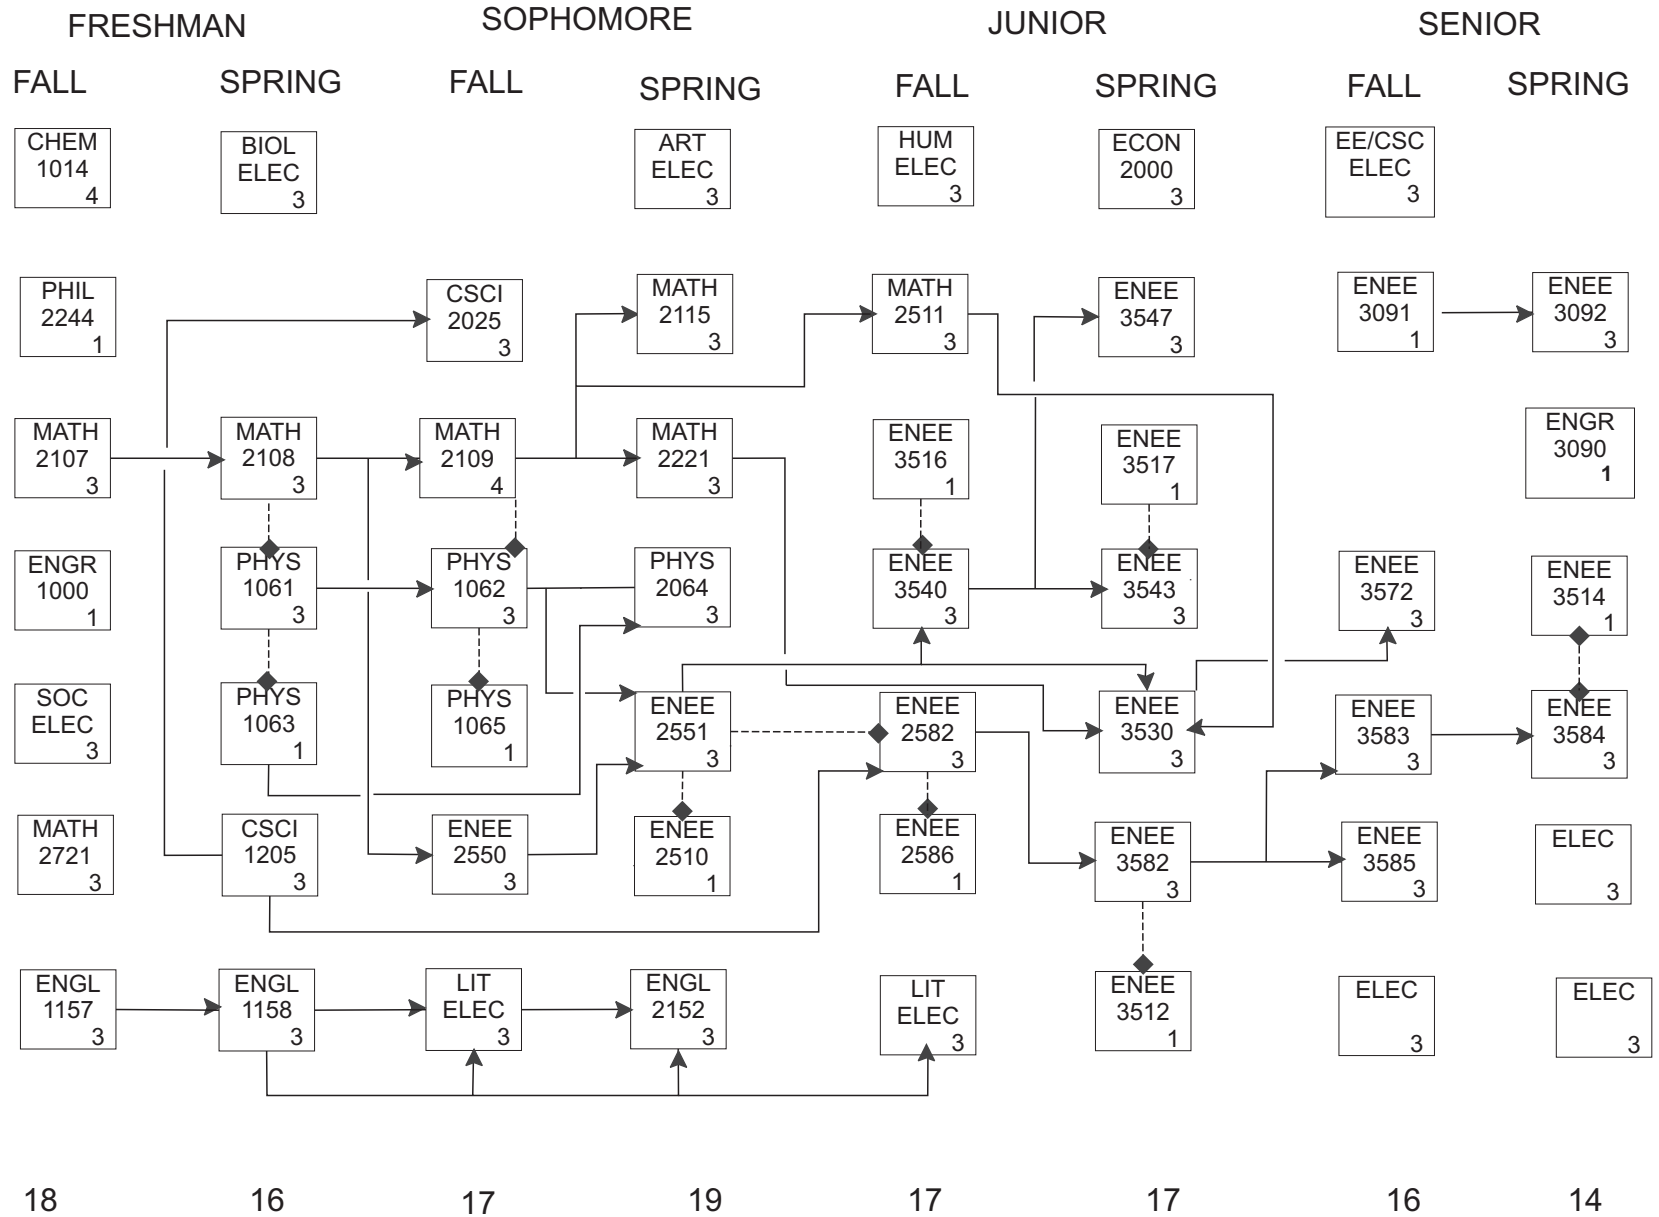 FRESHMAN
SOPHOMORE
JUNIOR
SENIOR
FALL
SPRING
FALL
SPRING
FALL
SPRING
FALL
SPRING
CHEM
1014
4
BIOL
ELEC
3
ART
ELEC
3
HUM
ELEC
3
ECON
2000
3
EE/CSC
ELEC
3
PHIL
2244
1
CSCI
2025
3
MATH
2115
3
MATH
2511
3
ENEE
3547
3
ENEE
3091
1
ENEE
3092
3
MATH
2107
3
MATH
2108
3
MATH
2109
4
MATH
2221
3
ENEE
3516
1
ENEE
3517
1
ENGR
3090
1
ENGR
1000
1
PHYS
1061
3
PHYS
1062
3
PHYS
2064
3
ENEE
3540
3
ENEE
3543
3
ENEE
3572
3
ENEE
3514
1
SOC
ELEC
3
PHYS
1063
1
PHYS
1065
1
ENEE
2551
3
ENEE
2582
3
ENEE
3530
3
ENEE
3583
3
ENEE
3584
3
MATH
2721
3
CSCI
1205
3
ENEE
2550
3
ENEE
2510
1
ENEE
2586
1
ENEE
3582
3
ENEE
3585
3
ELEC
3
ENGL
1157
3
ENGL
1158
3
LIT
ELEC
3
ENGL
2152
3
LIT
ELEC
3
ENEE
3512
1
ELEC
3
ELEC
3
18
16
17
19
17
17
16
14